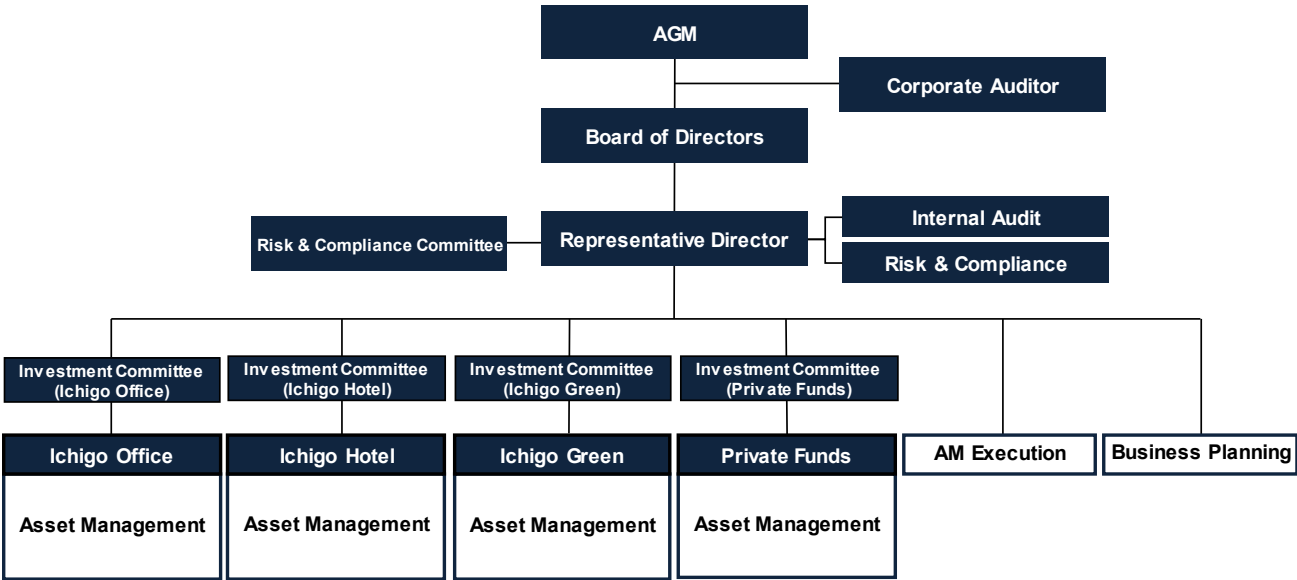 AGM
Corporate Auditor
Board of Directors
Internal Audit
Risk & Compliance Committee
Representative Director
Risk & Compliance
Investment Committee
(Ichigo Office)
Investment Committee
(Ichigo Hotel)
Investment Committee
(Ichigo Green)
Investment Committee
(Private Funds)
Ichigo Office
Ichigo Hotel
Ichigo Green
Private Funds
AM Execution
Business Planning
Asset Management
Asset Management
Asset Management
Asset Management